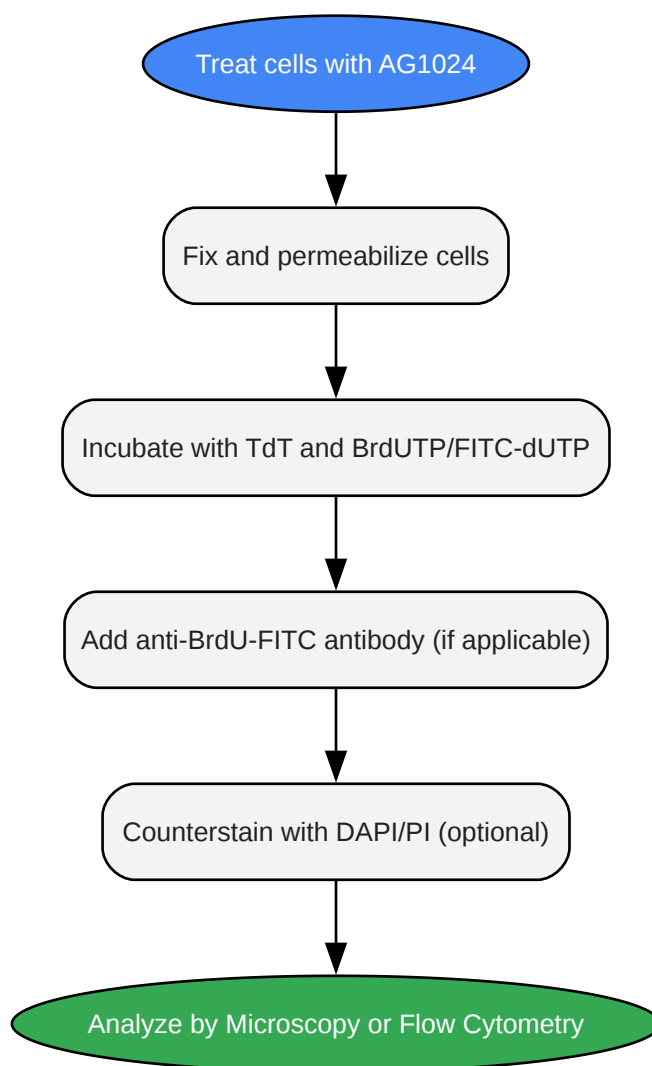 Treat cells with AG1024
Fix and permeabilize cells
Incubate with TdT and BrdUTP/FITC-dUTP
Add anti-BrdU-FITC antibody (if applicable)
Counterstain with DAPI/PI (optional)
Analyze by Microscopy or Flow Cytometry